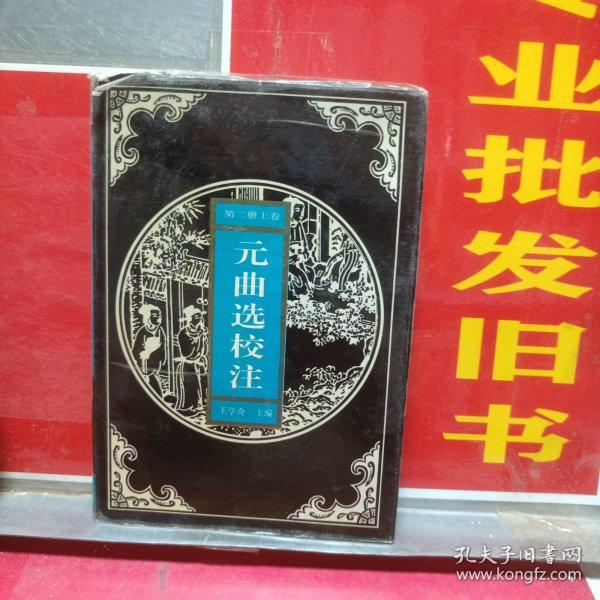 第二册上卷
元曲选校注
王学奇 主编
业批发旧书
孔夫子旧书网
www.kongfz.com